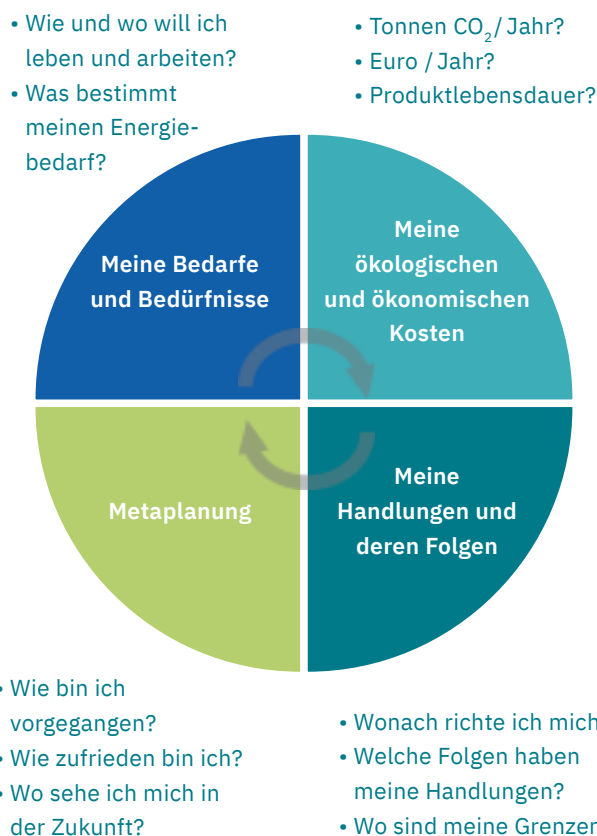 • Wie und wo will ich
leben und arbeiten?
• Was bestimmt
meinen Energie-
bedarf?
• Tonnen CO₂/ Jahr?
• Euro / Jahr?
• Produktlebensdauer?
Meine Bedarfe
und Bedürfnisse
Meine
ökologischen
und ökonomischen
Kosten
Metaplanung
Meine
Handlungen und
deren Folgen
• Wie bin ich
vorgegangen?
• Wie zufrieden bin ich?
• Wo sehe ich mich in
der Zukunft?
• Wonach richte ich mich
• Welche Folgen haben
meine Handlungen?
• Wo sind meine Grenzen